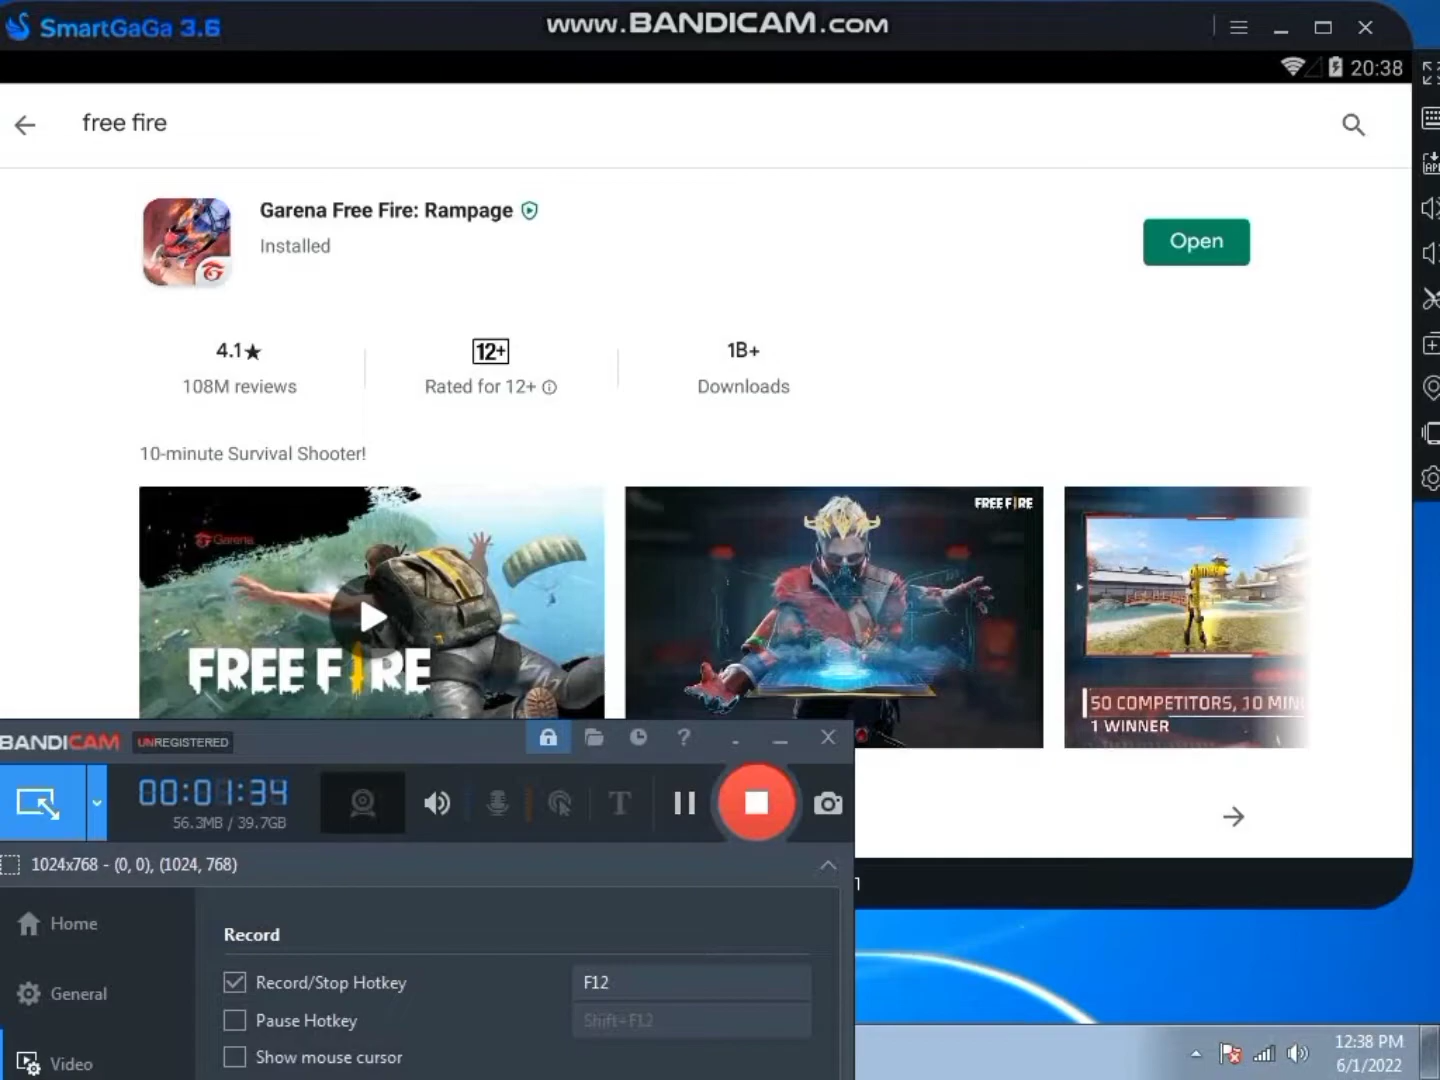 SmartGaGa 3.6
www.BANDICAM.com
20:38
free fire
Garena Free Fire: Rampage
Installed
Open
4.1★
108M reviews
12+
Rated for 12+
1B+
Downloads
10-minute Survival Shooter!
Garena
FREE FIRE
FREE FIRE
50 COMPETITORS, 10 MIN
1 WINNER
BANDICAM UNREGISTERED
00:01:34
56.3MB / 39.7GB
1024x768 - (0, 0), (1024, 768)
Home
General
Video
Record
Record/Stop Hotkey
F12
Pause Hotkey
Shift+F12
Show mouse cursor
12:38 PM
6/1/2022